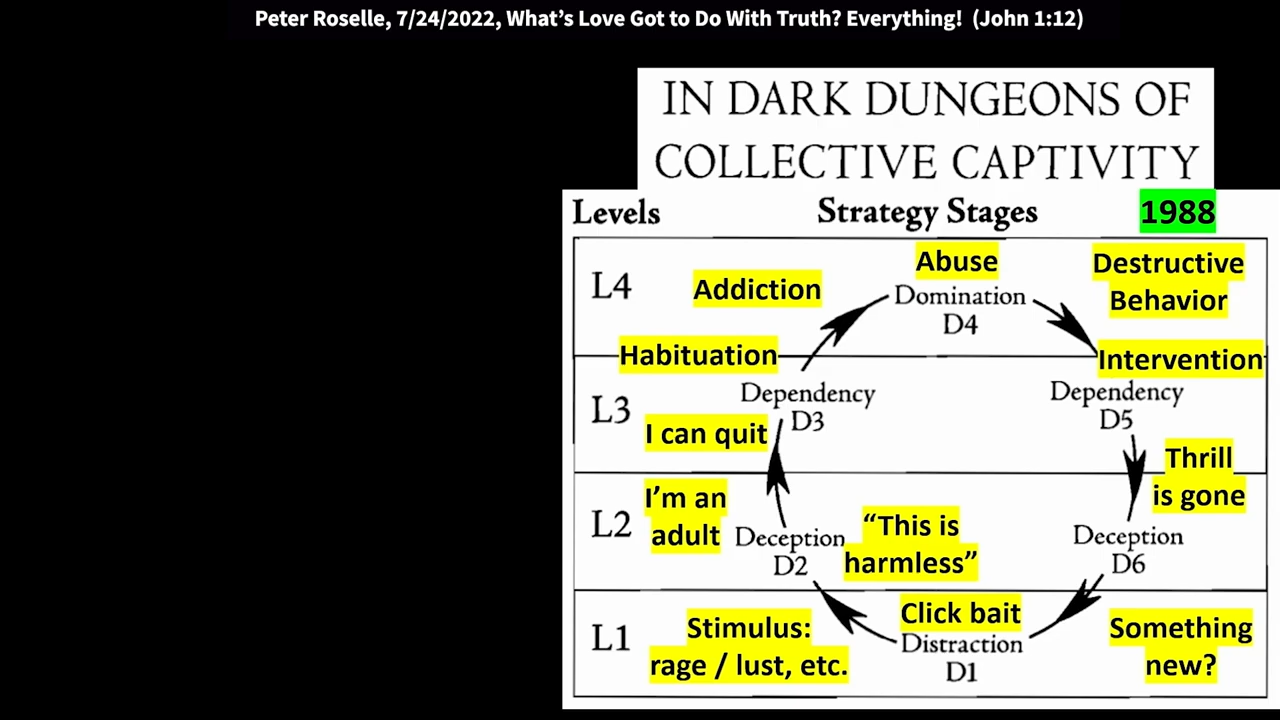 Peter Roselle, 7/24/2022, What’s Love Got to Do With Truth? Everything!  (John 1:12)
IN DARK DUNGEONS OF
COLLECTIVE CAPTIVITY
Levels
Strategy Stages
1988
L4
Addiction
Abuse
Domination
D4
Destructive
Behavior
Habituation
Intervention
L3
Dependency
D3
I can quit
Dependency
D5
Thrill
is gone
L2
I’m an
adult
Deception
D2
“This is
harmless”
Deception
D6
L1
Stimulus:
rage / lust, etc.
Click bait
Distraction
D1
Something
new?